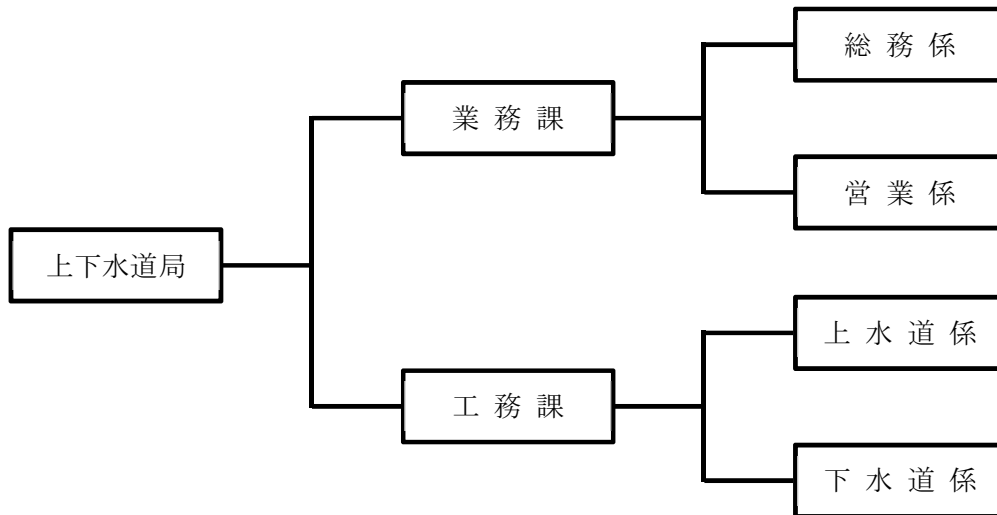 総務係
業務課
営業係
上下水道局
上水道係
工務課
下水道係